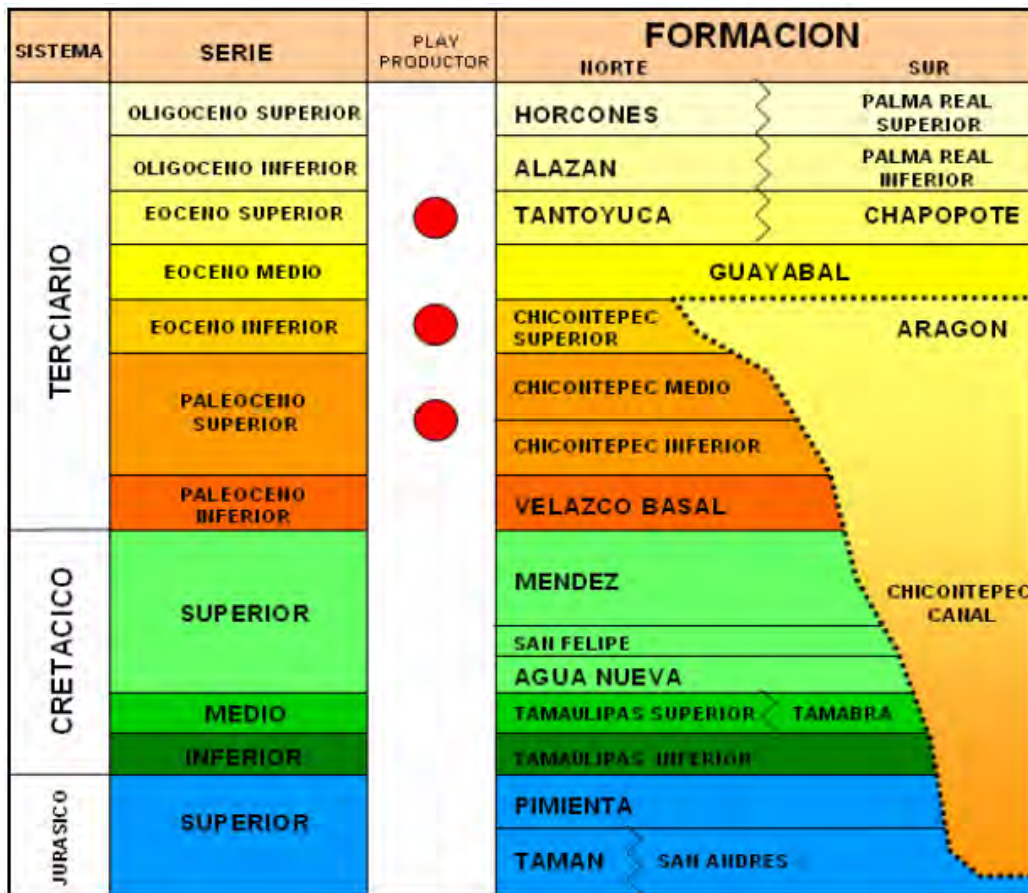 SISTEMA
SERIE
PLAY
PRODUCTOR
FORMACION
NORTE
SUR
TERCIARIO
OLIGOCENO SUPERIOR
HORCONES
PALMA REAL
SUPERIOR
OLIGOCENO INFERIOR
ALAZAN
PALMA REAL
INFERIOR
EOCENO SUPERIOR
TANTOYUCA
CHAPOPOTE
EOCENO MEDIO
GUAYABAL
EOCENO INFERIOR
CHICONTEPEC
SUPERIOR
ARAGON
PALEOCENO
SUPERIOR
CHICONTEPEC MEDIO
CHICONTEPEC INFERIOR
PALEOCENO
INFERIOR
VELAZCO BASAL
CRETACICO
SUPERIOR
MENDEZ
CHICONTEPEC
CANAL
SAN FELIPE
AGUA NUEVA
MEDIO
TAMAULIPAS SUPERIOR
TAMABRA
INFERIOR
TAMAULIPAS INFERIOR
JURASICO
SUPERIOR
PIMIENTA
TAMAN
SAN ANDRES